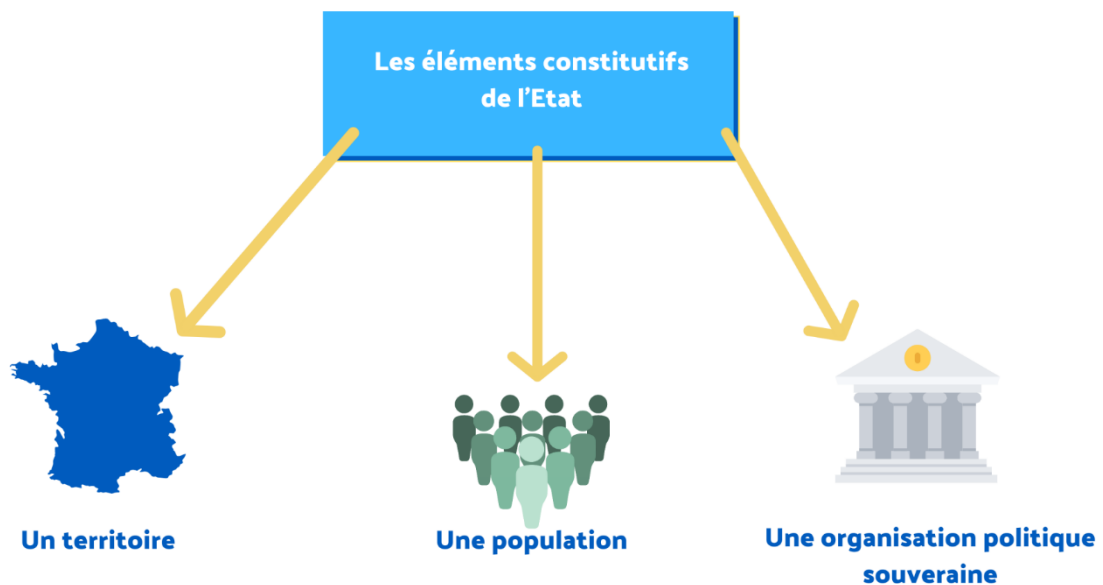 Les éléments constitutifs
de l'Etat
Un territoire
Une population
Une organisation politique
souveraine